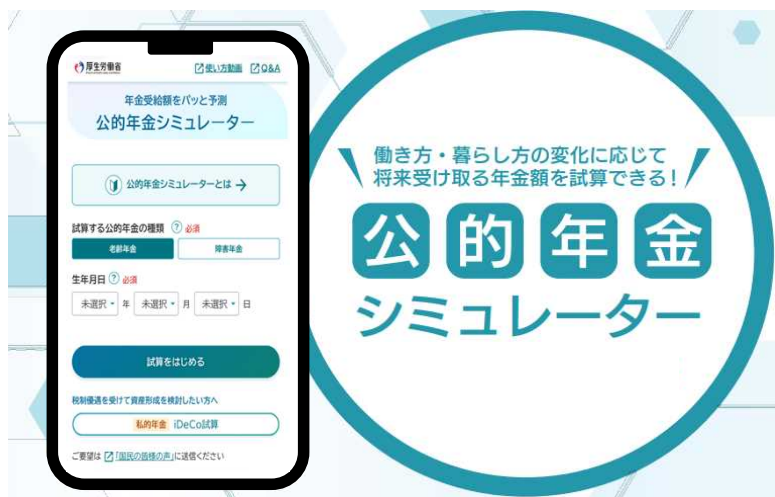 厚生労働省
使い方動画 Q&A
年金受給額をパッと予測
公的年金シミュレーター
公的年金シミュレーターとは →
試算する公的年金の種類 ? 必須
老齢年金 障害年金
生年月日 ? 必須
未選択 年 未選択 月 未選択 日
試算をはじめる
税制優遇を受けて資産形成を検討したい方へ
私的年金 iDeCo試算
ご要望は 「国民の皆様の声」に送信ください
働き方・暮らし方の変化に応じて
将来受け取る年金額を試算できる!
公的年金
シミュレーター